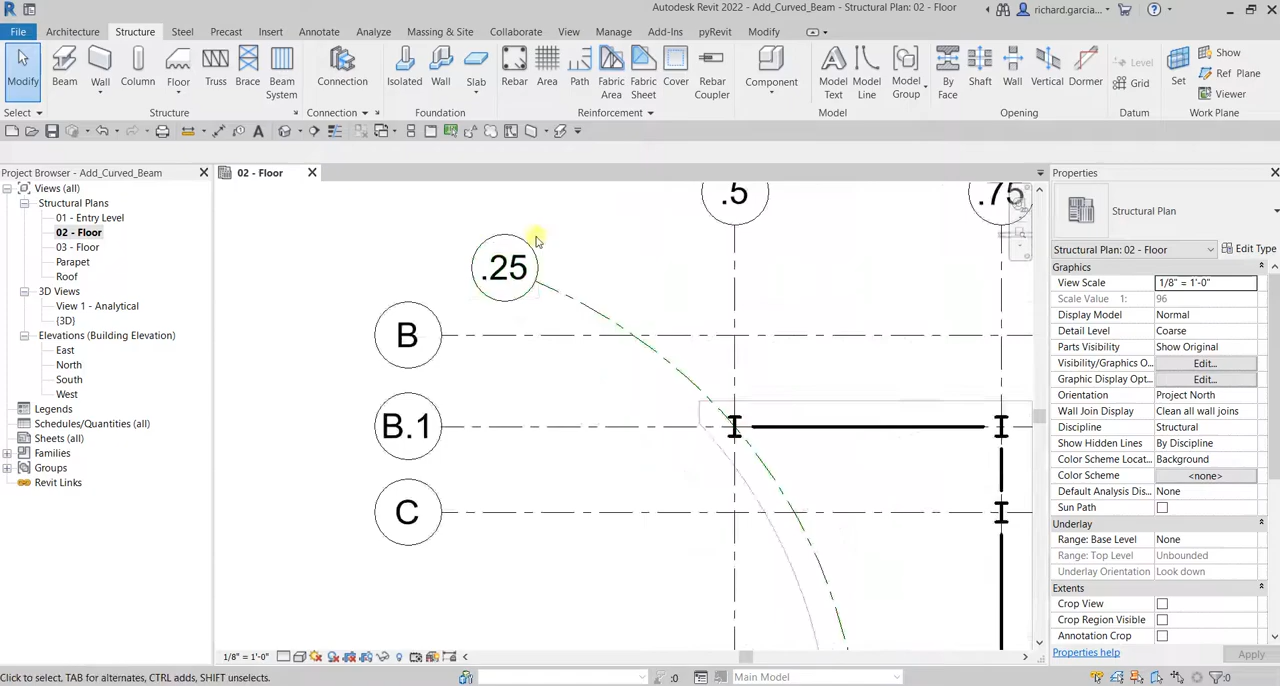 Autodesk Revit 2022 - Add_Curved_Beam - Structural Plan: 02 - Floor
richard.garcia...
File Architecture Structure Steel Precast Insert Annotate Analyze Massing & Site Collaborate View Manage Add-Ins pyRevit Modify
Modify Beam Wall Column Floor Truss Brace Beam System Connection Isolated Wall Slab Rebar Area Path Fabric Area Fabric Sheet Cover Rebar Coupler Component Model Text Model Line Model Group By Face Shaft Wall Vertical Dormer Level Grid Set Show Ref Plane Viewer
Select Structure Connection Foundation Reinforcement Model Opening Datum Work Plane
Project Browser - Add_Curved_Beam
Views (all)
Structural Plans
01 - Entry Level
02 - Floor
03 - Floor
Parapet
Roof
3D Views
View 1 - Analytical
{3D}
Elevations (Building Elevation)
East
North
South
West
Legends
Schedules/Quantities (all)
Sheets (all)
Families
Groups
Revit Links
02 - Floor
.5
.75
.25
B
B.1
C
1/8" = 1'-0"
Properties
Structural Plan
Structural Plan: 02 - Floor Edit Type
Graphics
View Scale 1/8" = 1'-0"
Scale Value 1: 96
Display Model Normal
Detail Level Coarse
Parts Visibility Show Original
Visibility/Graphics O... Edit...
Graphic Display Opt... Edit...
Orientation Project North
Wall Join Display Clean all wall joins
Discipline Structural
Show Hidden Lines By Discipline
Color Scheme Locat... Background
Color Scheme <none>
Default Analysis Dis... None
Sun Path
Underlay
Range: Base Level None
Range: Top Level Unbounded
Underlay Orientation Look down
Extents
Crop View
Crop Region Visible
Annotation Crop
Properties help Apply
Click to select, TAB for alternates, CTRL adds, SHIFT unselects. :0 Main Model :0